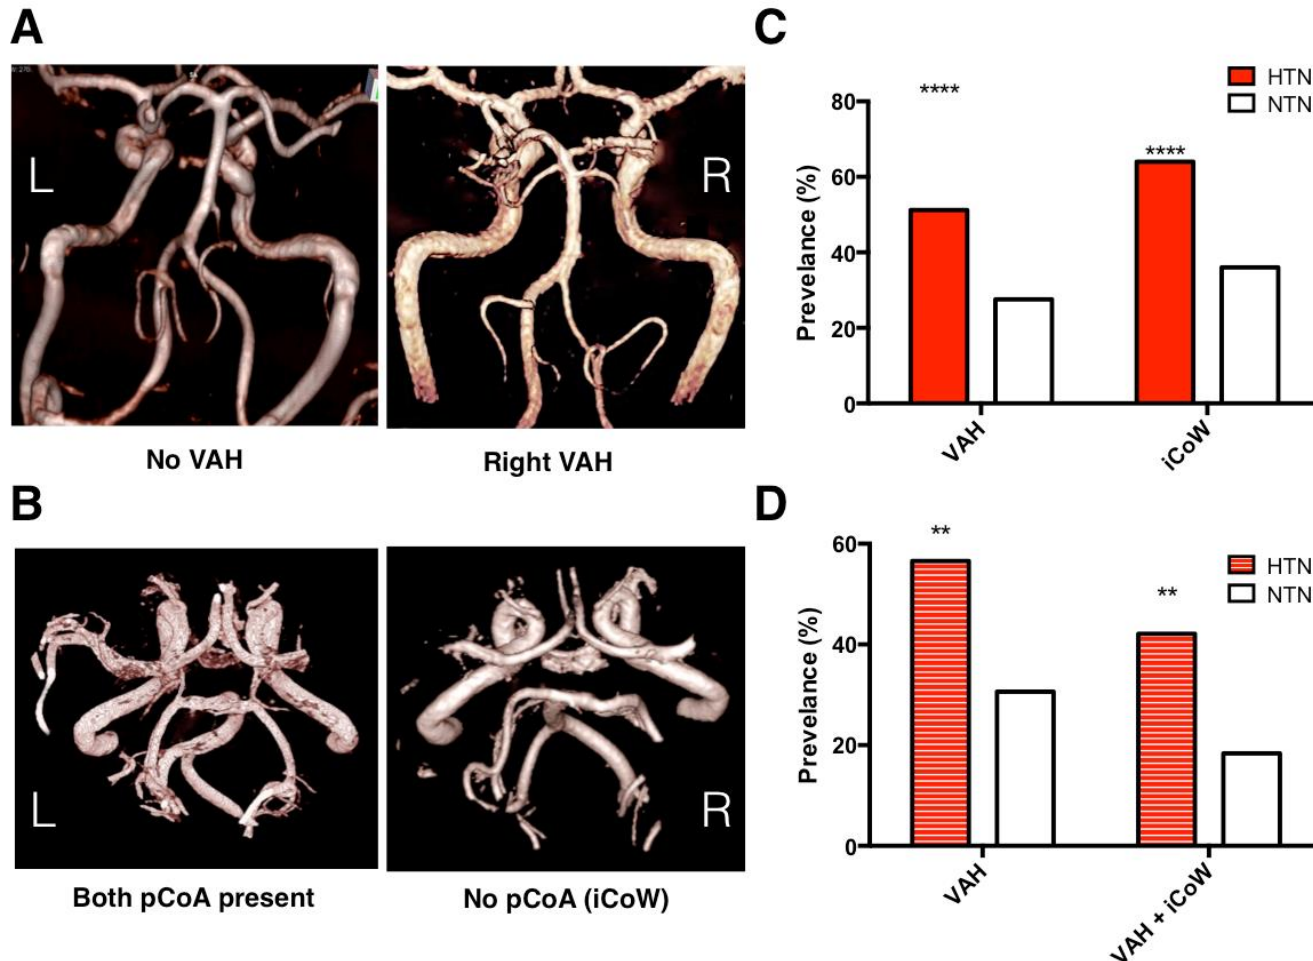 A
L
R
No VAH
Right VAH
B
L
R
Both pCoA present
No pCoA (iCoW)
C
HTN
NTN
****
****
Prevelance (%)
80
60
40
20
0
VAH
iCoW
D
HTN
NTN
**
**
Prevelance (%)
60
40
20
0
VAH
VAH + iCoW